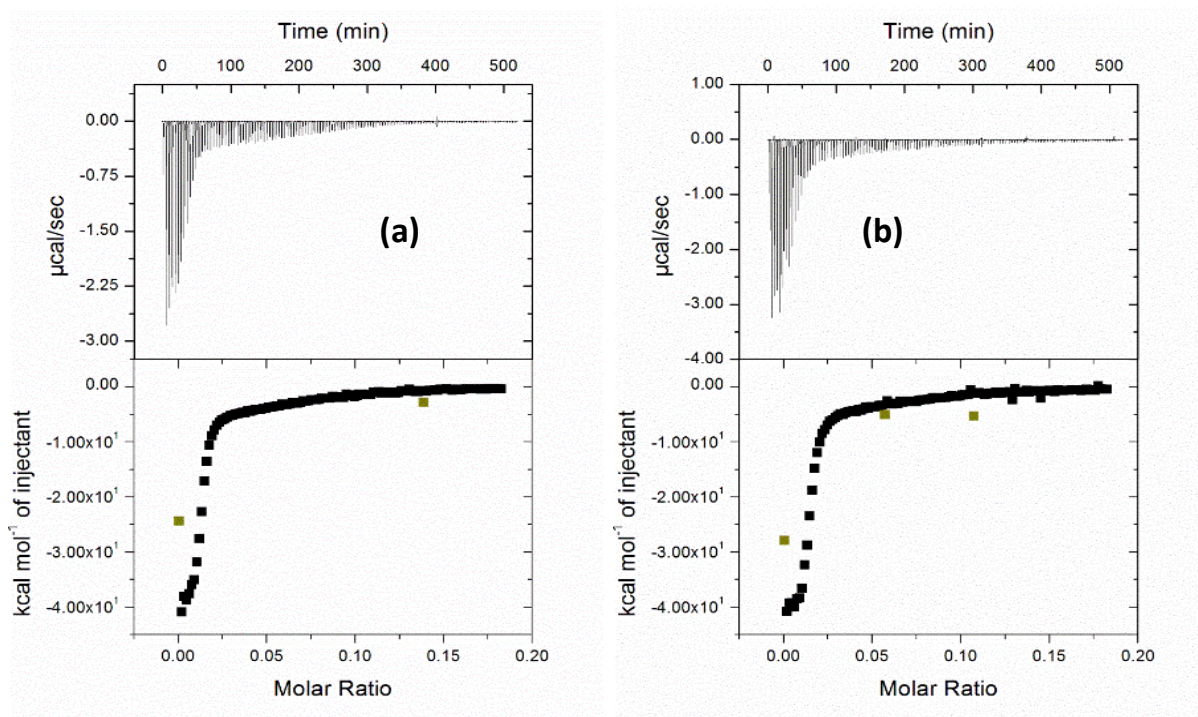 Time (min)
0 100 200 300 400 500
0.00
-0.75
-1.50
-2.25
-3.00
µcal/sec
(a)
0.00
-1.00x10¹
-2.00x10¹
-3.00x10¹
-4.00x10¹
kcal mol⁻¹ of injectant
0.00 0.05 0.10 0.15 0.20
Molar Ratio
Time (min)
0 100 200 300 400 500
1.00
0.00
-1.00
-2.00
-3.00
-4.00
µcal/sec
(b)
0.00
-1.00x10¹
-2.00x10¹
-3.00x10¹
-4.00x10¹
kcal mol⁻¹ of injectant
0.00 0.05 0.10 0.15 0.20
Molar Ratio